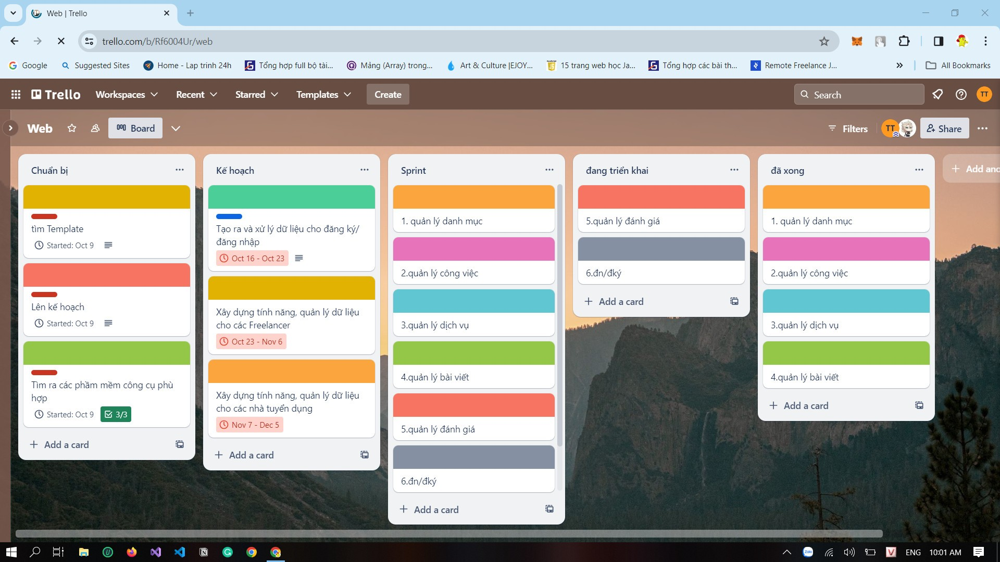 Web | Trello
trello.com/b/Rf6004Ur/web
Google
Suggested Sites
Home - Lap trinh 24h
Tổng hợp full bộ tài...
Mảng (Array) trong...
Art & Culture |EJOY...
15 trang web học Ja...
Tổng hợp các bài th...
Remote Freelance J...
All Bookmarks
Trello
Workspaces
Recent
Starred
Templates
Create
Search
TT
Web
Board
Filters
TT
Share
Chuẩn bị
tìm Template
Started: Oct 9
Lên kế hoạch
Started: Oct 9
Tìm ra các phầm mềm công cụ phù
hợp
Started: Oct 9
3/3
Add a card
Kế hoạch
Tạo ra và xử lý dữ liệu cho đăng ký/
đăng nhập
Oct 16 - Oct 23
Xây dựng tính năng, quản lý dữ liệu
cho các Freelancer
Oct 23 - Nov 6
Xây dựng tính năng, quản lý dữ liệu
cho các nhà tuyển dụng
Nov 7 - Dec 5
Add a card
Sprint
1. quản lý danh mục
2.quản lý công việc
3.quản lý dịch vụ
4.quản lý bài viết
5.quản lý đánh giá
6.đn/đký
Add a card
đang triển khai
5.quản lý đánh giá
6.đn/đký
Add a card
đã xong
1. quản lý danh mục
2.quản lý công việc
3.quản lý dịch vụ
4.quản lý bài viết
Add a card
Add anc
Zalo
V
ENG
10:01 AM